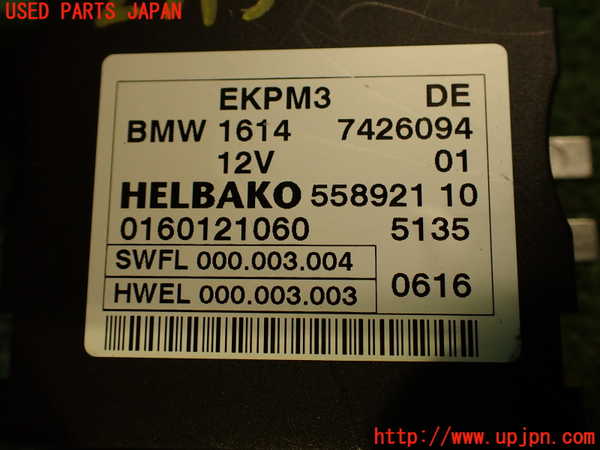 USED PARTS JAPAN
EKPM3 DE
BMW 1614 7426094
12V 01
HELBAKO 558921 10
0160121060 5135
SWFL 000.003.004
HWEL 000.003.003 0616
http://www.upjpn.com/